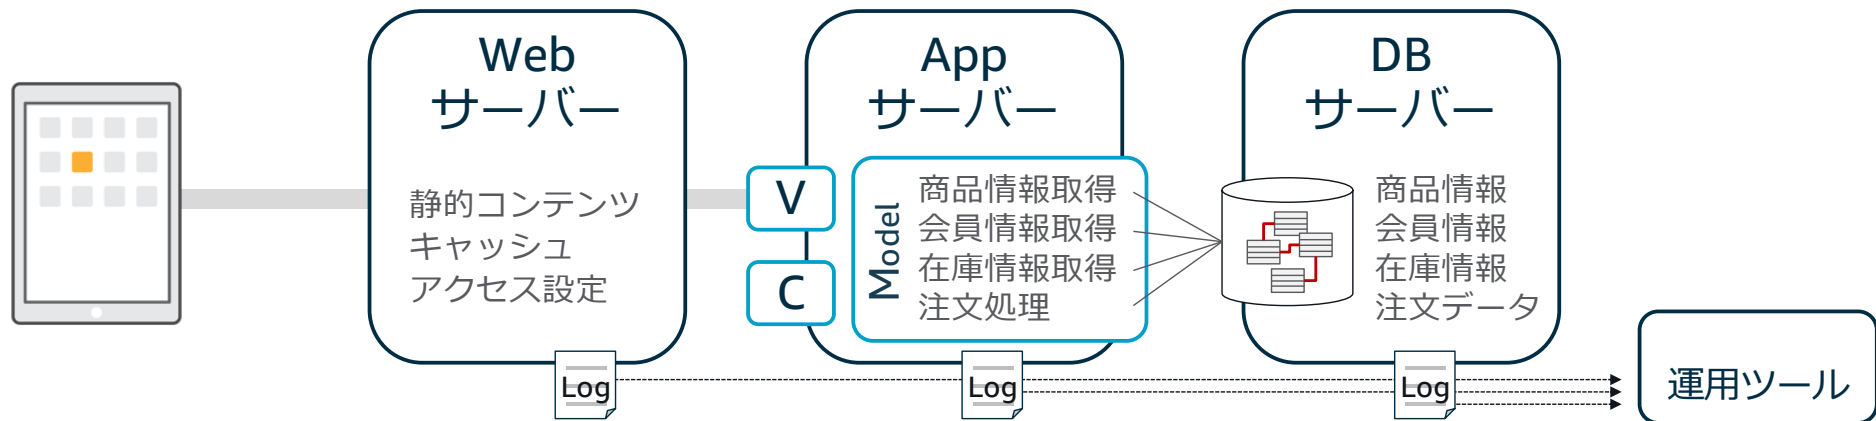 Web
サーバー
静的コンテンツ
キャッシュ
アクセス設定
Log
V
C
App
サーバー
Model
商品情報取得
会員情報取得
在庫情報取得
注文処理
Log
DB
サーバー
商品情報
会員情報
在庫情報
注文データ
Log
運用ツール